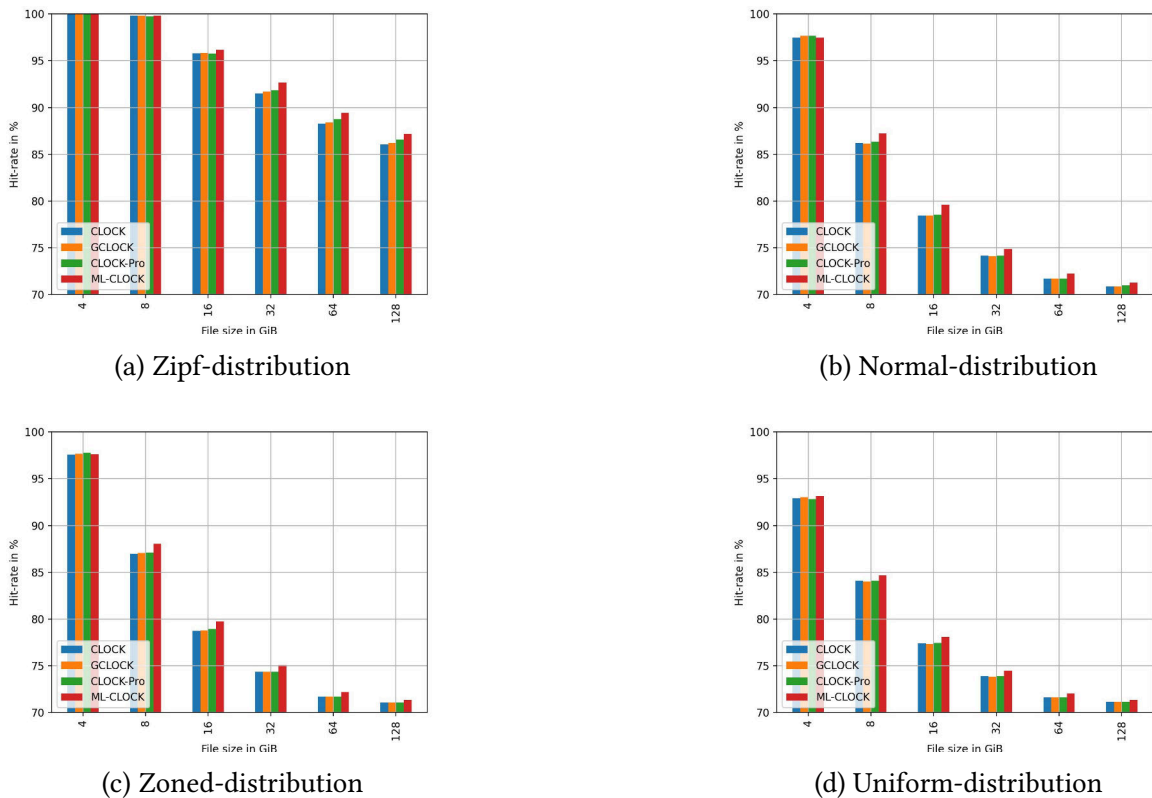 100
95
90
85
80
75
70
Hit-rate in %
CLOCK
GCLOCK
CLOCK-Pro
ML-CLOCK
4
8
16
32
64
128
File size in GiB
(a) Zipf-distribution
100
95
90
85
80
75
70
Hit-rate in %
CLOCK
GCLOCK
CLOCK-Pro
ML-CLOCK
4
8
16
32
64
128
File size in GiB
(b) Normal-distribution
100
95
90
85
80
75
70
Hit-rate in %
CLOCK
GCLOCK
CLOCK-Pro
ML-CLOCK
4
8
16
32
64
128
File size in GiB
(c) Zoned-distribution
100
95
90
85
80
75
70
Hit-rate in %
CLOCK
GCLOCK
CLOCK-Pro
ML-CLOCK
4
8
16
32
64
128
File size in GiB
(d) Uniform-distribution